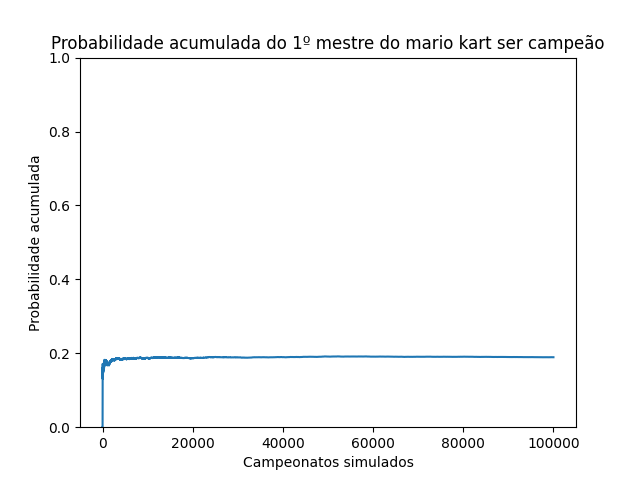 Probabilidade acumulada do 1º mestre do mario kart ser campeão
1.0
0.8
0.6
0.4
0.2
0.0
Probabilidade acumulada
0 20000 40000 60000 80000 100000
Campeonatos simulados